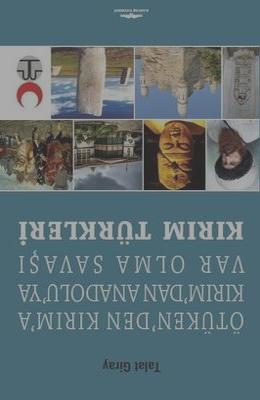 Talat Giray
ÖTÜKEN'DEN KIRIM'A
KIRIM'DAN ANADOLU'YA
VAR OLMA SAVAŞI
KIRIM TÜRKLERİ